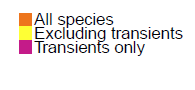 All species
Excluding transients
Transients only